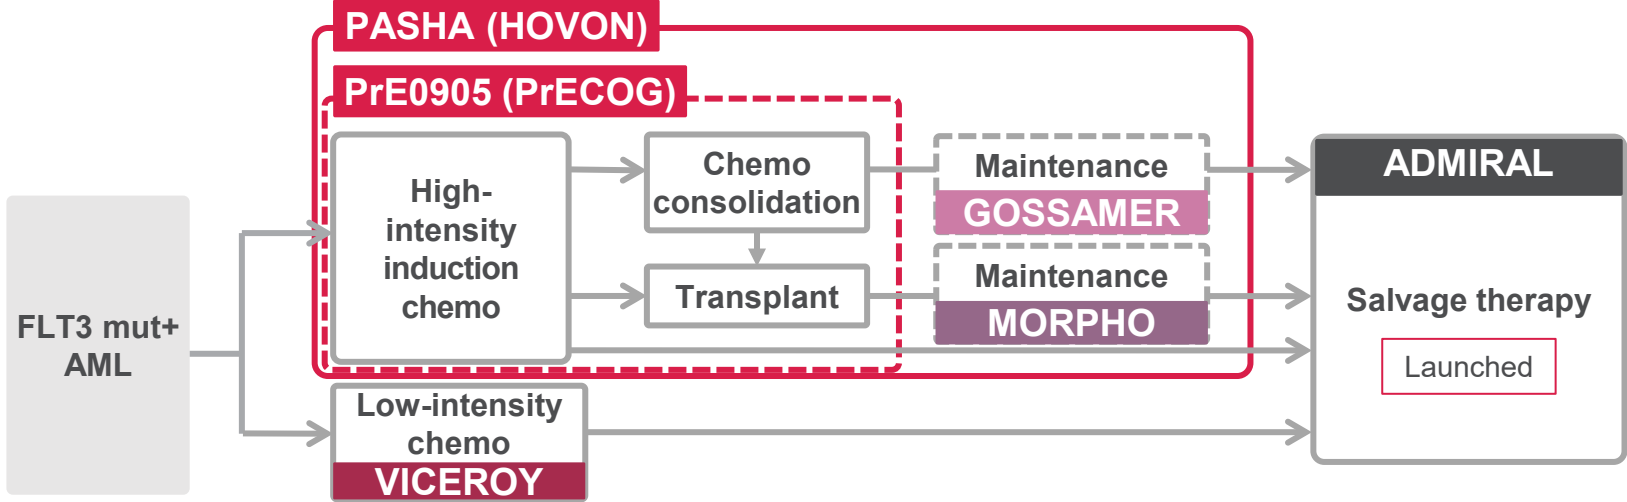 PASHA (HOVON)
PrE0905 (PrECOG)
FLT3 mut+
AML
High-
intensity
induction
chemo
Chemo
consolidation
Transplant
Maintenance
GOSSAMER
Maintenance
MORPHO
Low-intensity
chemo
VICEROY
ADMIRAL
Salvage therapy
Launched